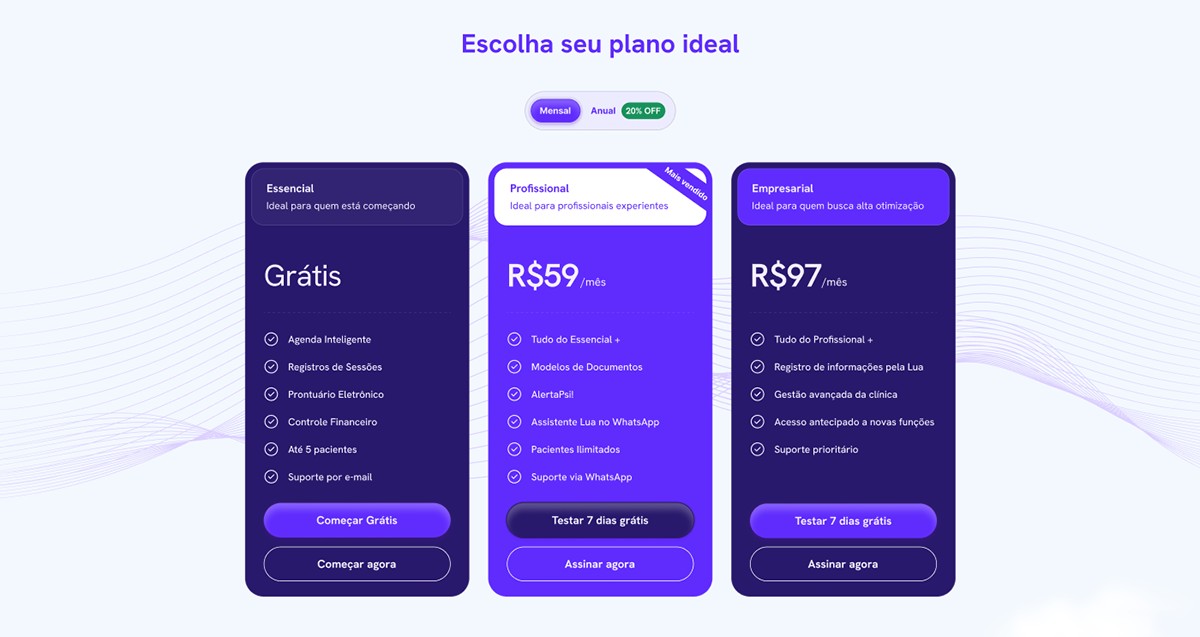 Escolha seu plano ideal
Mensal
Anual
20% OFF
Essencial
Ideal para quem está começando
Grátis
Agenda Inteligente
Registros de Sessões
Prontuário Eletrônico
Controle Financeiro
Até 5 pacientes
Suporte por e-mail
Começar Grátis
Começar agora
Mais vendido
Profissional
Ideal para profissionais experientes
R$59/mês
Tudo do Essencial +
Modelos de Documentos
AlertaPsi!
Assistente Lua no WhatsApp
Pacientes Ilimitados
Suporte via WhatsApp
Testar 7 dias grátis
Assinar agora
Empresarial
Ideal para quem busca alta otimização
R$97/mês
Tudo do Profissional +
Registro de informações pela Lua
Gestão avançada da clínica
Acesso antecipado a novas funções
Suporte prioritário
Testar 7 dias grátis
Assinar agora